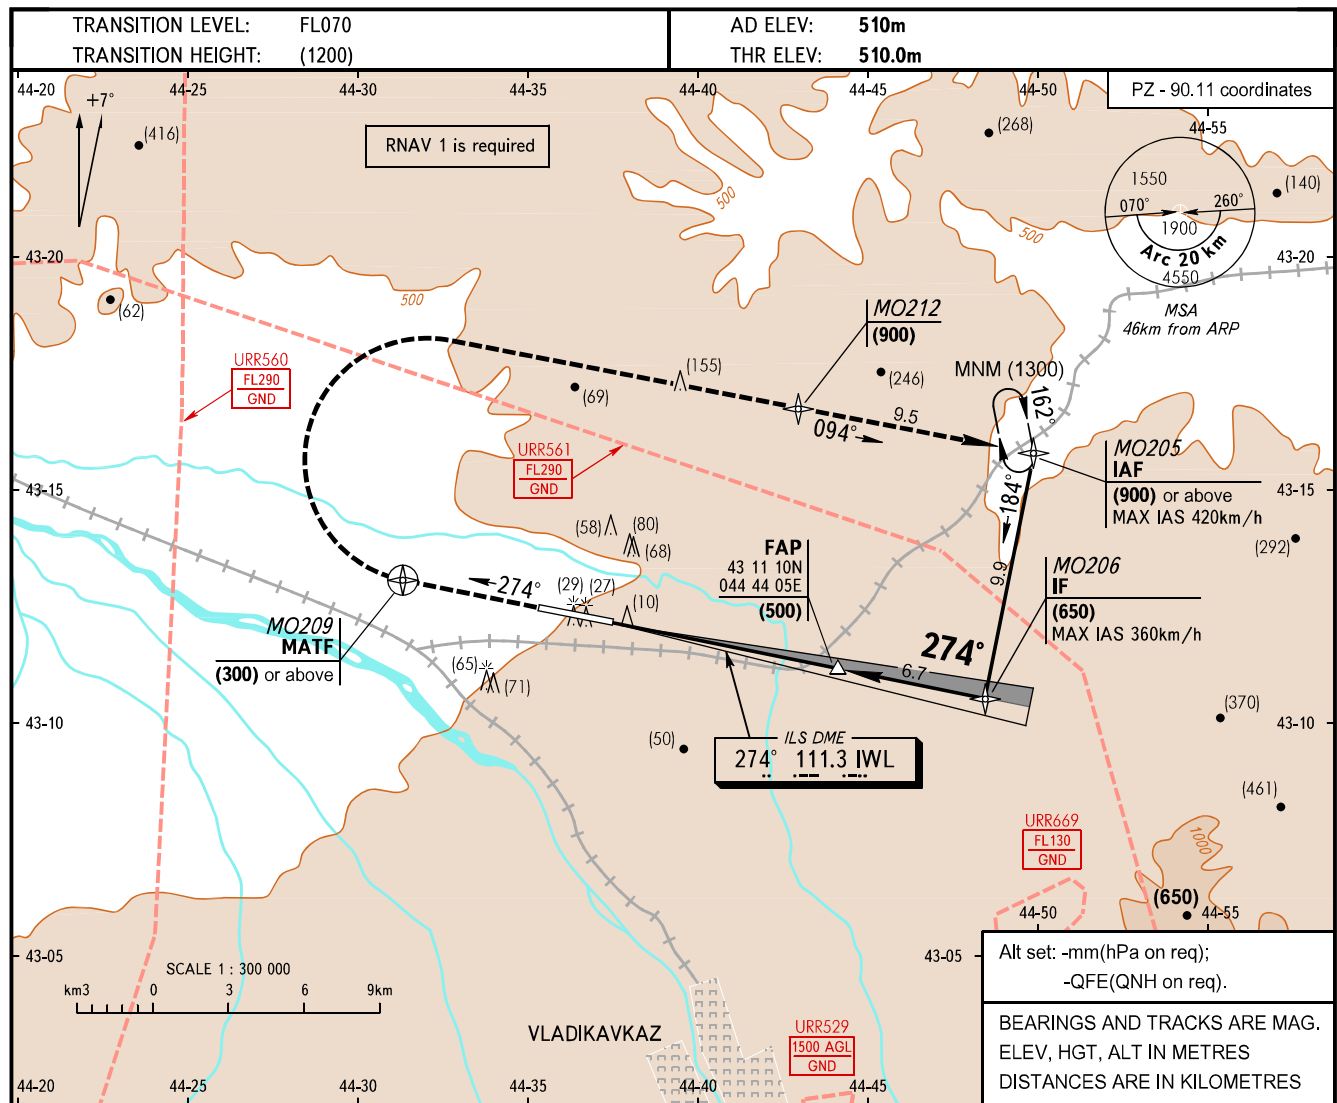 TRANSITION LEVEL: FL070
TRANSITION HEIGHT: (1200)
AD ELEV: 510m
THR ELEV: 510.0m
44-20 44-25 44-30 44-35 44-40 44-45 44-50
PZ - 90.11 coordinates
44-55
+7°
(416)
RNAV 1 is required
(268)
(140)
1550
070° 260°
1900
Arc 20 km
4550
MSA
46km from ARP
500
500
43-20
43-20
500
(62)
MO212
(900)
URR560
FL290
GND
(155)
(69)
(246)
MNM (1300)
162°
9.5
094°
URR561
FL290
GND
MO205
IAF
(900) or above
MAX IAS 420km/h
184°
43-15
43-15
(58)
(80)
(68)
(292)
FAP
43 11 10N
044 44 05E
(500)
9.9
MO206
IF
(650)
MAX IAS 360km/h
274°
(29) (27)
(10)
MO209
MATF
(300) or above
274°
6.7
(65)
(71)
(50)
ILS DME
274° 111.3 IWL
(370)
43-10
43-10
(461)
URR669
FL130
GND
1000
(650)
44-50
44-55
43-05
43-05
SCALE 1 : 300 000
km3 0 3 6 9km
VLADIKAVKAZ
URR529
1500 AGL
GND
Alt set: -mm(hPa on req);
-QFE(QNH on req).
BEARINGS AND TRACKS ARE MAG.
ELEV, HGT, ALT IN METRES
DISTANCES ARE IN KILOMETRES
44-20 44-25 44-30 44-35 44-40 44-45